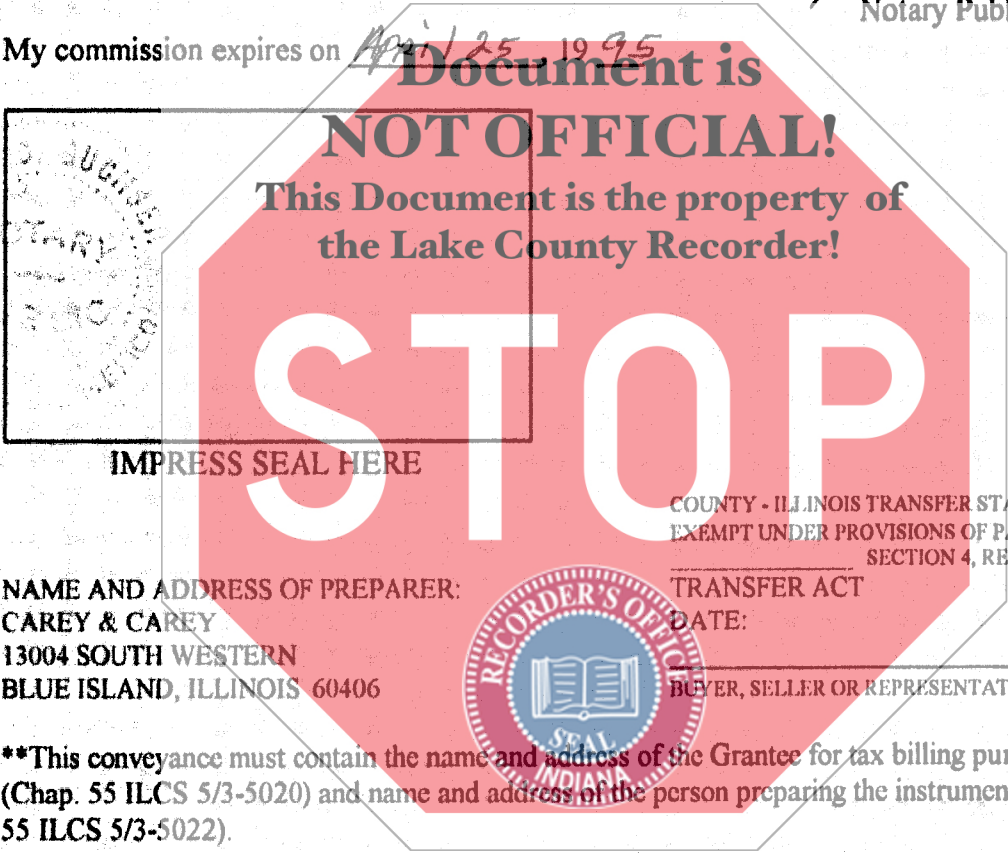 Notary Publ
My commission expires on April 25, 1995
Document is
NOT OFFICIAL!
This Document is the property of
the Lake County Recorder!
STOP
IMPRESS SEAL HERE
COUNTY - ILLINOIS TRANSFER STA
EXEMPT UNDER PROVISIONS OF PA
SECTION 4, RE
TRANSFER ACT
DATE:
BUYER, SELLER OR REPRESENTAT
NAME AND ADDRESS OF PREPARER:
CAREY & CAREY
13004 SOUTH WESTERN
BLUE ISLAND, ILLINOIS 60406
RECORDER'S OFFICE
SEAL
INDIANA
**This conveyance must contain the name and address of the Grantee for tax billing pur
(Chap. 55 ILCS 5/3-5020) and name and address of the person preparing the instrumen
55 ILCS 5/3-5022).